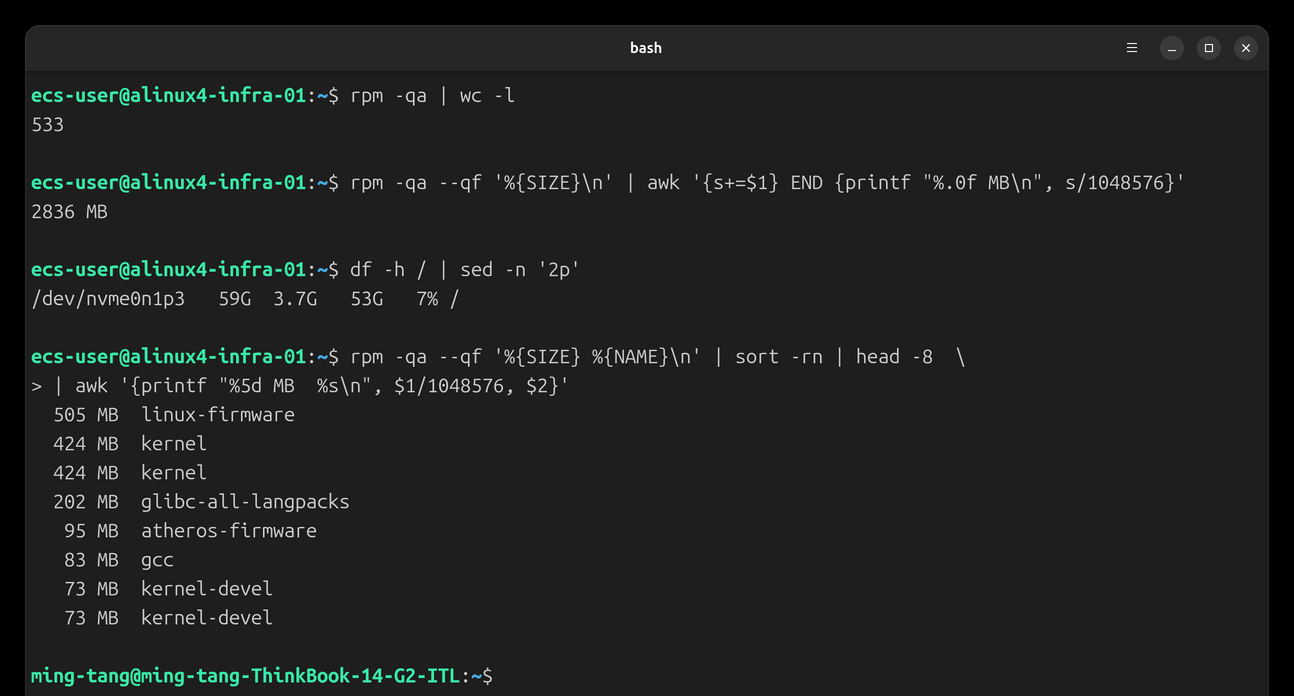 bash
ecs-user@alinux4-infra-01:~$ rpm -qa | wc -l
533
ecs-user@alinux4-infra-01:~$ rpm -qa --qf '%{SIZE}\n' | awk '{s+=$1} END {printf "%.0f MB\n", s/1048576}'
2836 MB
ecs-user@alinux4-infra-01:~$ df -h / | sed -n '2p'
/dev/nvme0n1p3   59G  3.7G   53G   7% /
ecs-user@alinux4-infra-01:~$ rpm -qa --qf '%{SIZE} %{NAME}\n' | sort -rn | head -8  \
> | awk '{printf "%5d MB  %s\n", $1/1048576, $2}'
  505 MB  linux-firmware
  424 MB  kernel
  424 MB  kernel
  202 MB  glibc-all-langpacks
   95 MB  atheros-firmware
   83 MB  gcc
   73 MB  kernel-devel
   73 MB  kernel-devel
ming-tang@ming-tang-ThinkBook-14-G2-ITL:~$